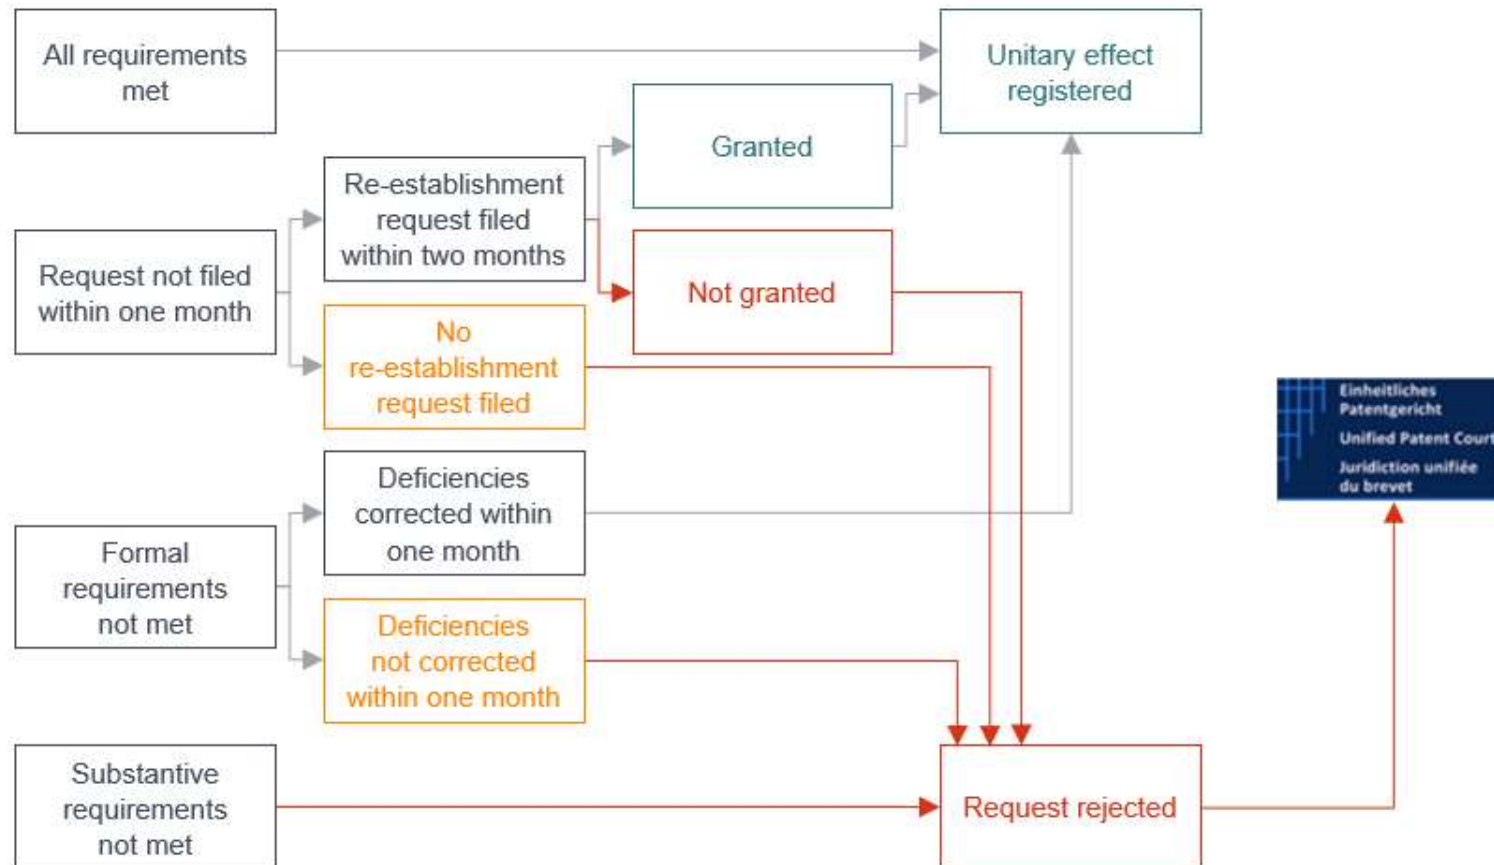 All requirements
met
Unitary effect
registered
Granted
Re-establishment
request filed
within two months
Request not filed
within one month
Not granted
No
re-establishment
request filed
Einheitliches
Patentgericht
Unified Patent Court
Juridiction unifiée
du brevet
Deficiencies
corrected within
one month
Formal
requirements
not met
Deficiencies
not corrected
within one month
Substantive
requirements
not met
Request rejected